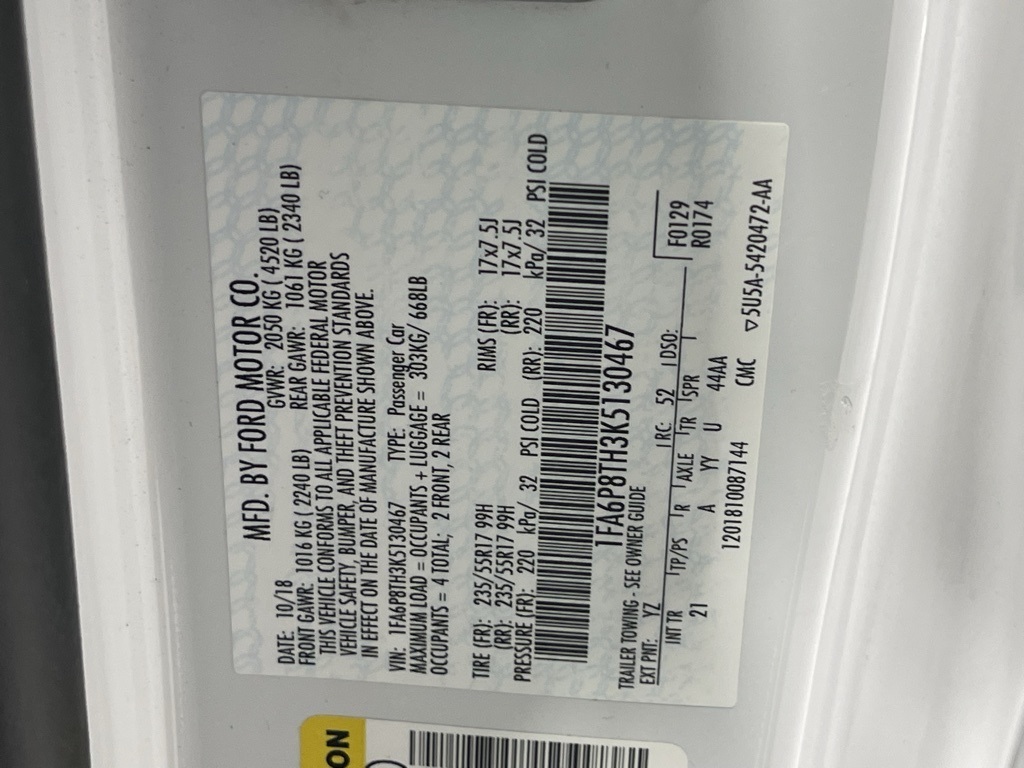 MFD. BY FORD MOTOR CO.
DATE: 10/18 GVWR: 2050 KG ( 4520 LB)
FRONT GAWR: 1016 KG ( 2240 LB) REAR GAWR: 1061 KG ( 2340 LB)
THIS VEHICLE CONFORMS TO ALL APPLICABLE FEDERAL MOTOR
VEHICLE SAFETY, BUMPER, AND THEFT PREVENTION STANDARDS
IN EFFECT ON THE DATE OF MANUFACTURE SHOWN ABOVE.
VIN: 1FA6P8TH3K5130467 TYPE: Passenger Car
MAXIMUM LOAD = OCCUPANTS + LUGGAGE = 303KG/ 668LB
OCCUPANTS = 4 TOTAL; 2 FRONT, 2 REAR
TIRE (FR): 235/55R17 99H RIMS (FR): 17x7.5J
(RR): 235/55R17 99H (RR): 17x7.5J
PRESSURE (FR): 220 kPa/ 32 PSI COLD (RR): 220 kPa/ 32 PSI COLD
1FA6P8TH3K5130467
TRAILER TOWING - SEE OWNER GUIDE
EXT PNT: YZ RC: 52 DSO: F0129
INT TR TP/PS R AXLE TR SPR R0174
21 A YY U 44AA
1201810087144 CMC ▽5U5A-5420472-AA
ON